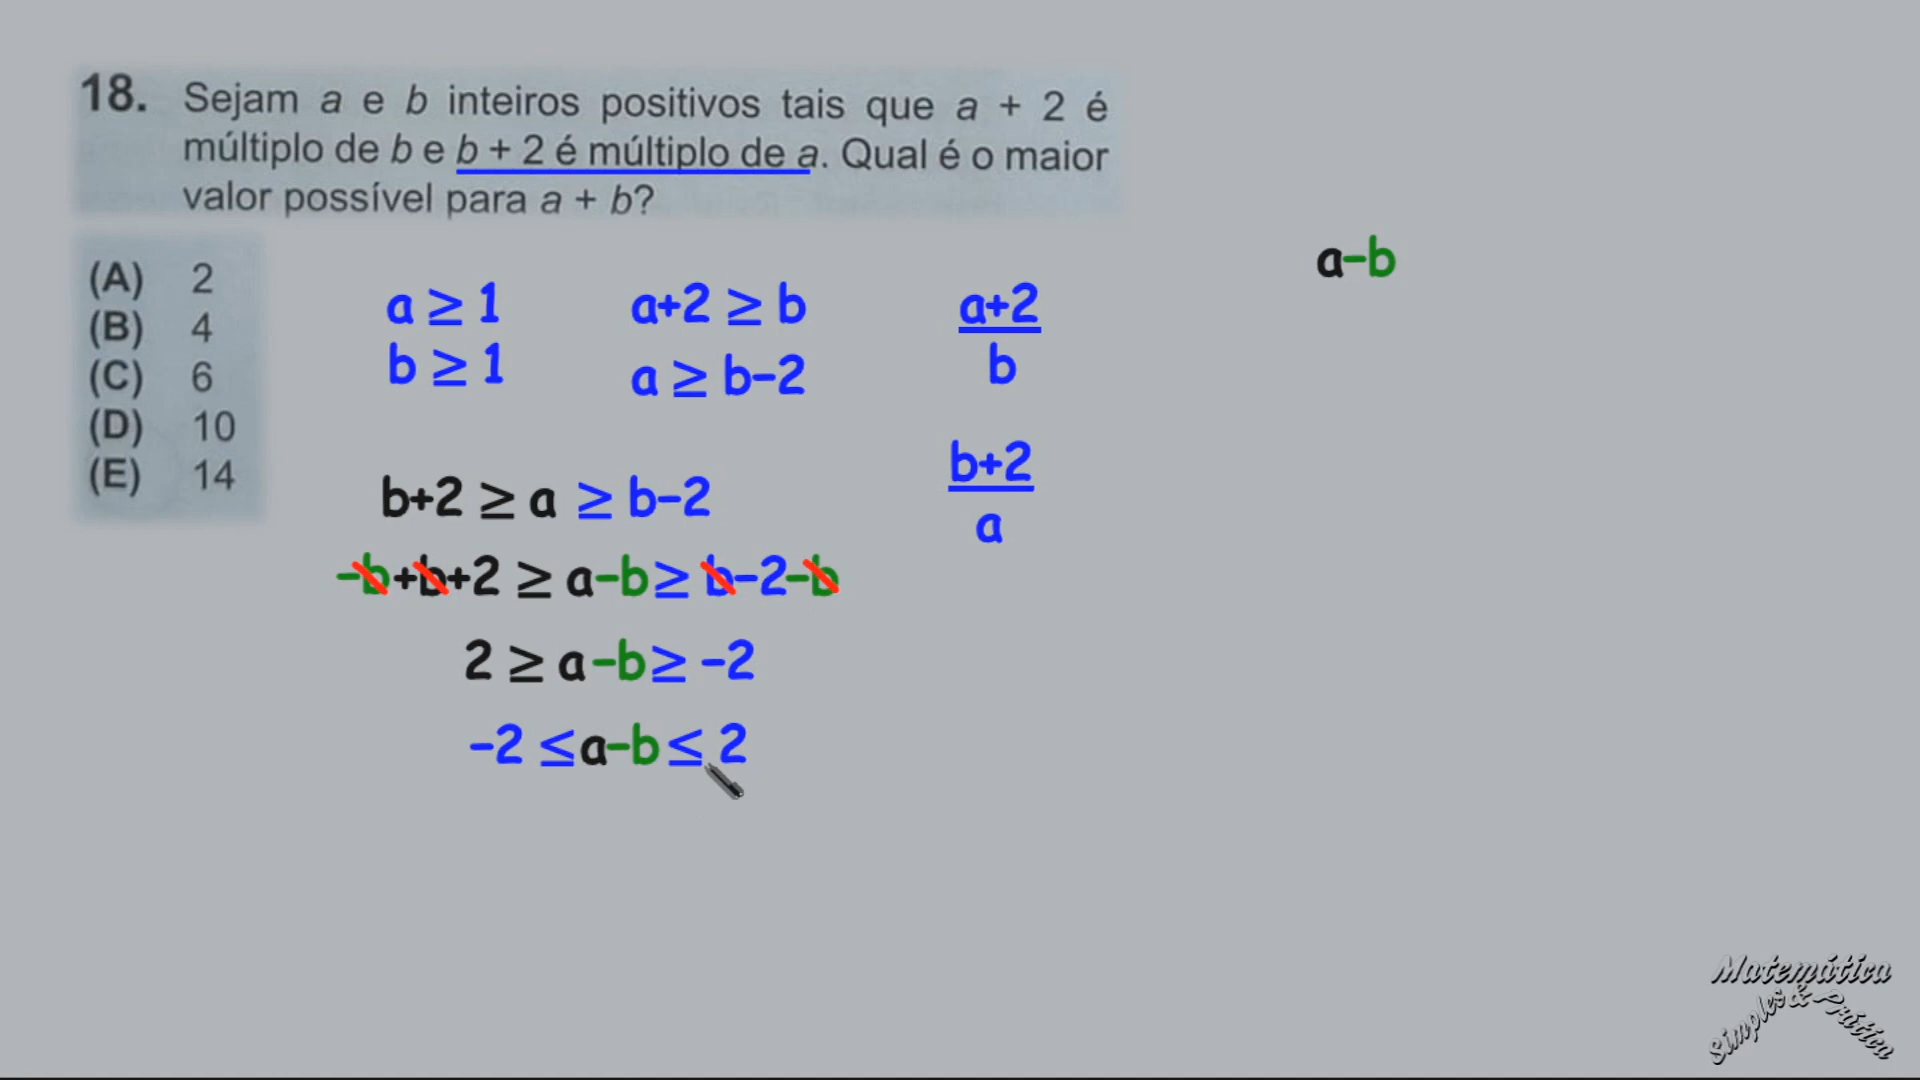 18. Sejam a e b inteiros positivos tais que a + 2 é
múltiplo de b e b + 2 é múltiplo de a. Qual é o maior
valor possível para a + b?
(A) 2
(B) 4
(C) 6
(D) 10
(E) 14
a ≥ 1
b ≥ 1
a+2 ≥ b
a ≥ b-2
a+2
b
b+2
a
a-b
b+2 ≥ a ≥ b-2
-b+b+2 ≥ a-b ≥ b-2-b
2 ≥ a-b ≥ -2
-2 ≤ a-b ≤ 2
Matemática
Simples & Prática